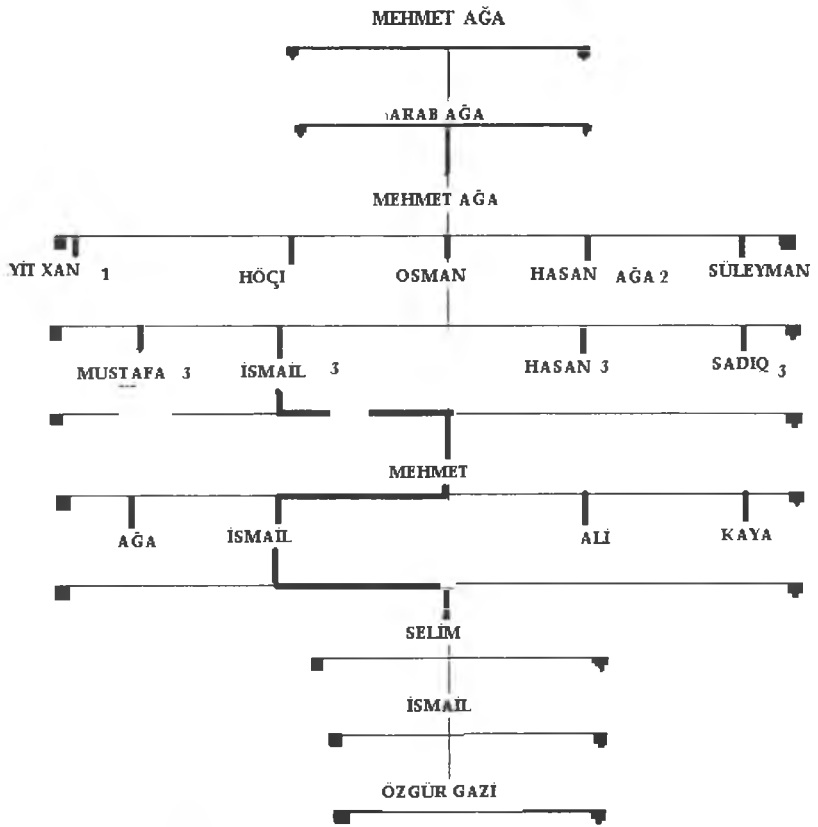 MEHMET AĞA
ARAB AĞA
MEHMET AĞA
YİT XAN 1 HÖÇI OSMAN HASAN AĞA 2 SÜLEYMAN
MUSTAFA 3 İSMAİL 3 HASAN 3 SADIQ 3
MEHMET
AĞA İSMAİL ALİ KAYA
SELİM
İSMAİL
ÖZGÜR GAZİ